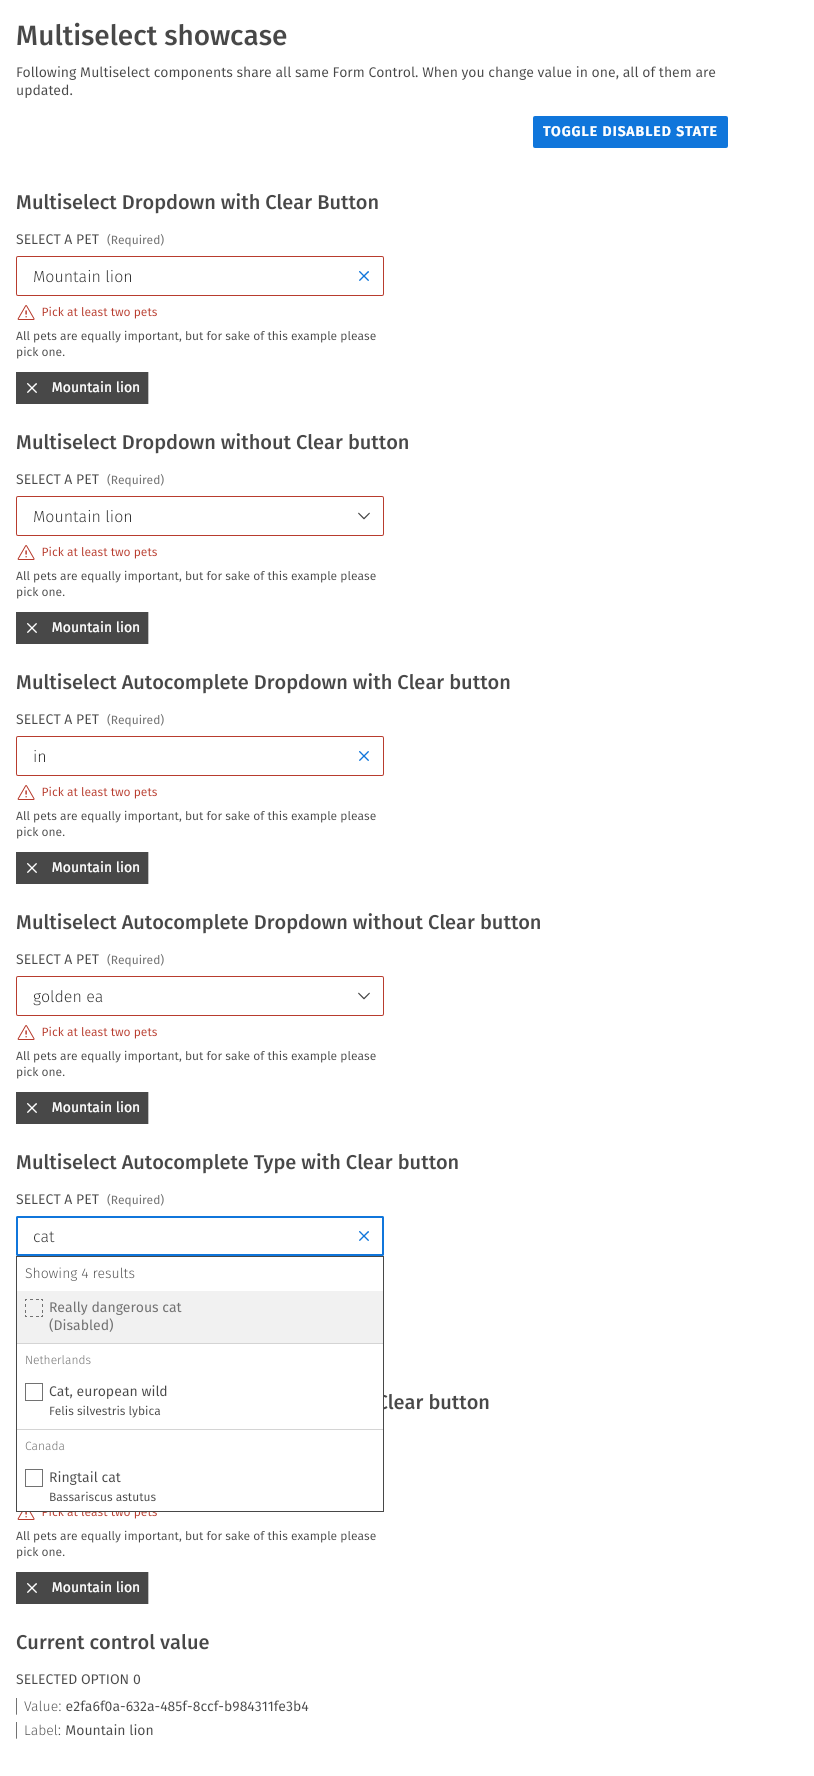 Multiselect showcase
Following Multiselect components share all same Form Control. When you change value in one, all of them are
updated.
TOGGLE DISABLED STATE
Multiselect Dropdown with Clear Button
SELECT A PET (Required)
Mountain lion
Pick at least two pets
All pets are equally important, but for sake of this example please
pick one.
Mountain lion
Multiselect Dropdown without Clear button
SELECT A PET (Required)
Mountain lion
Pick at least two pets
All pets are equally important, but for sake of this example please
pick one.
Mountain lion
Multiselect Autocomplete Dropdown with Clear button
SELECT A PET (Required)
in
Pick at least two pets
All pets are equally important, but for sake of this example please
pick one.
Mountain lion
Multiselect Autocomplete Dropdown without Clear button
SELECT A PET (Required)
golden ea
Pick at least two pets
All pets are equally important, but for sake of this example please
pick one.
Mountain lion
Multiselect Autocomplete Type with Clear button
SELECT A PET (Required)
cat
Showing 4 results
Really dangerous cat
(Disabled)
Netherlands
Cat, european wild
Felis silvestris lybica
Clear button
Canada
Ringtail cat
Bassariscus astutus
Pick at least two pets
All pets are equally important, but for sake of this example please
pick one.
Mountain lion
Current control value
SELECTED OPTION 0
Value: e2fa6f0a-632a-485f-8ccf-b984311fe3b4
Label: Mountain lion